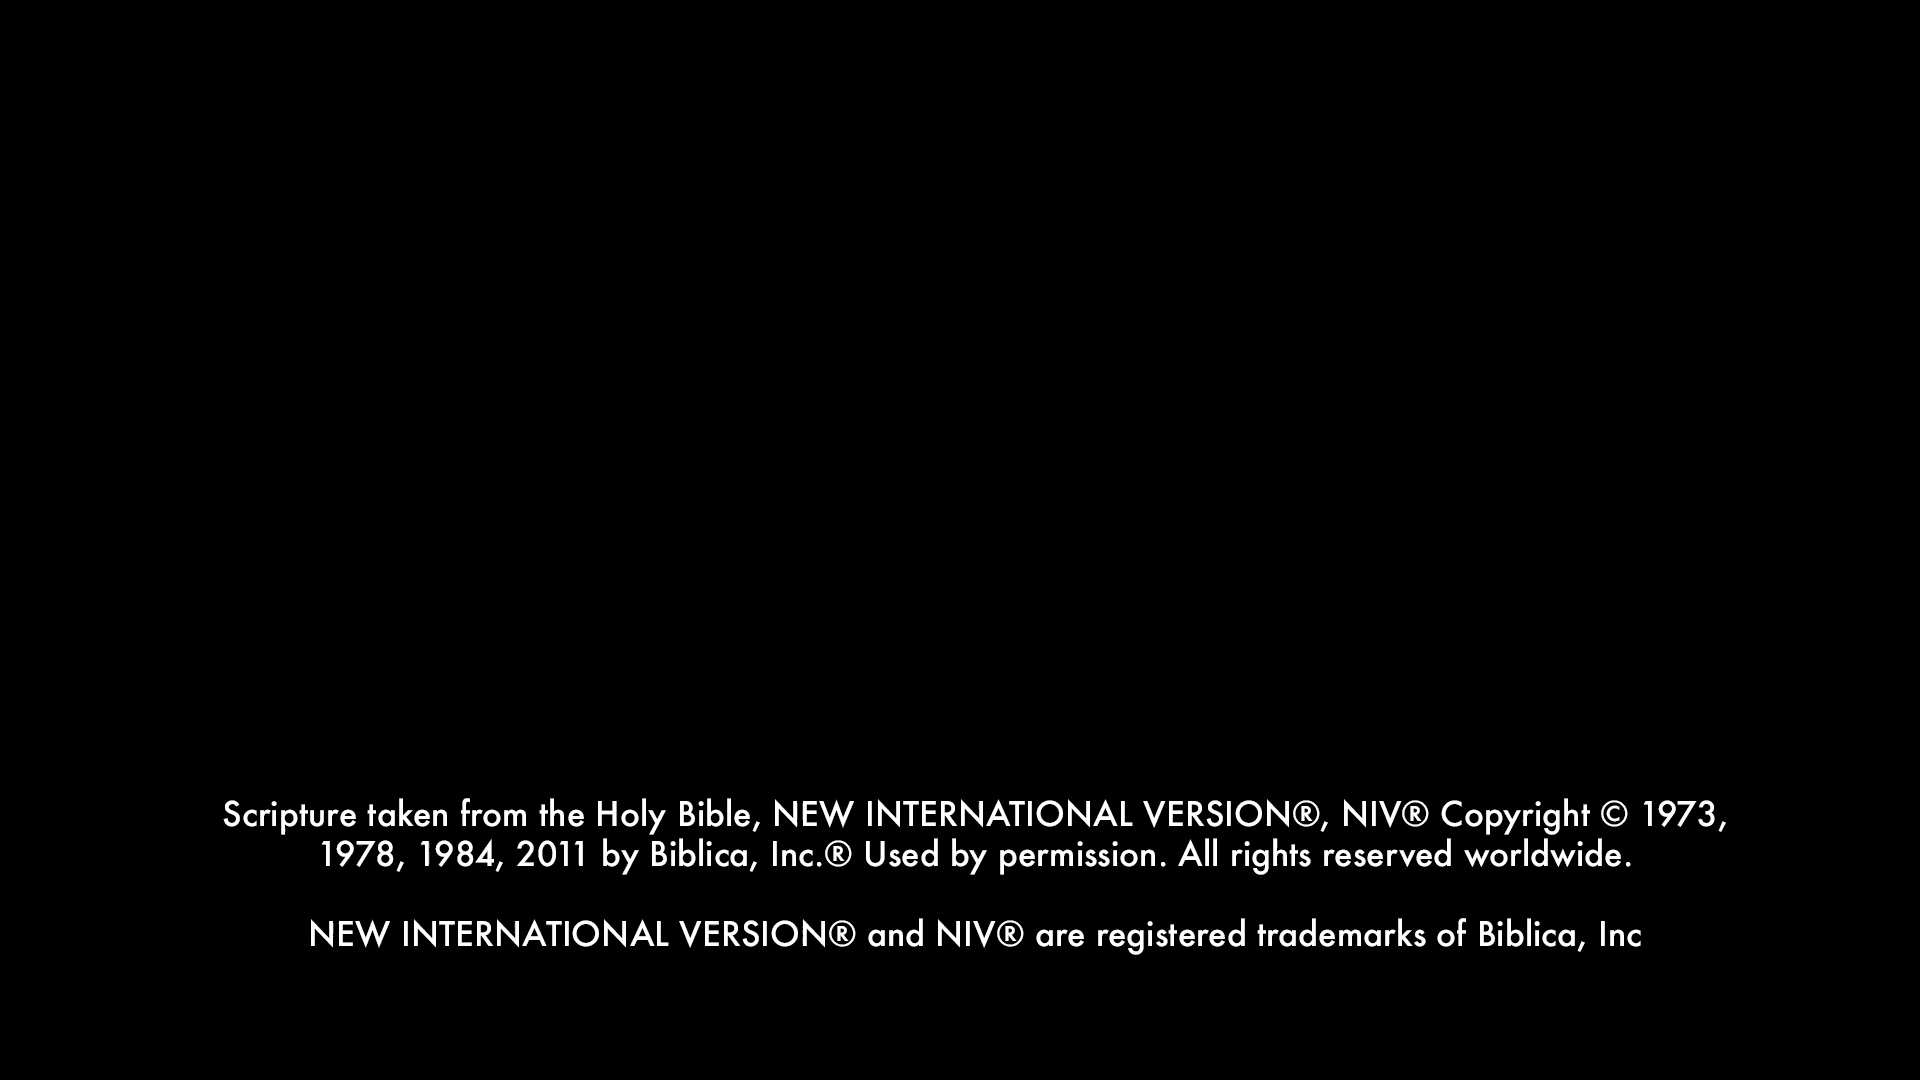 Scripture taken from the Holy Bible, NEW INTERNATIONAL VERSION®, NIV® Copyright © 1973,
1978, 1984, 2011 by Biblica, Inc.® Used by permission. All rights reserved worldwide.
NEW INTERNATIONAL VERSION® and NIV® are registered trademarks of Biblica, Inc